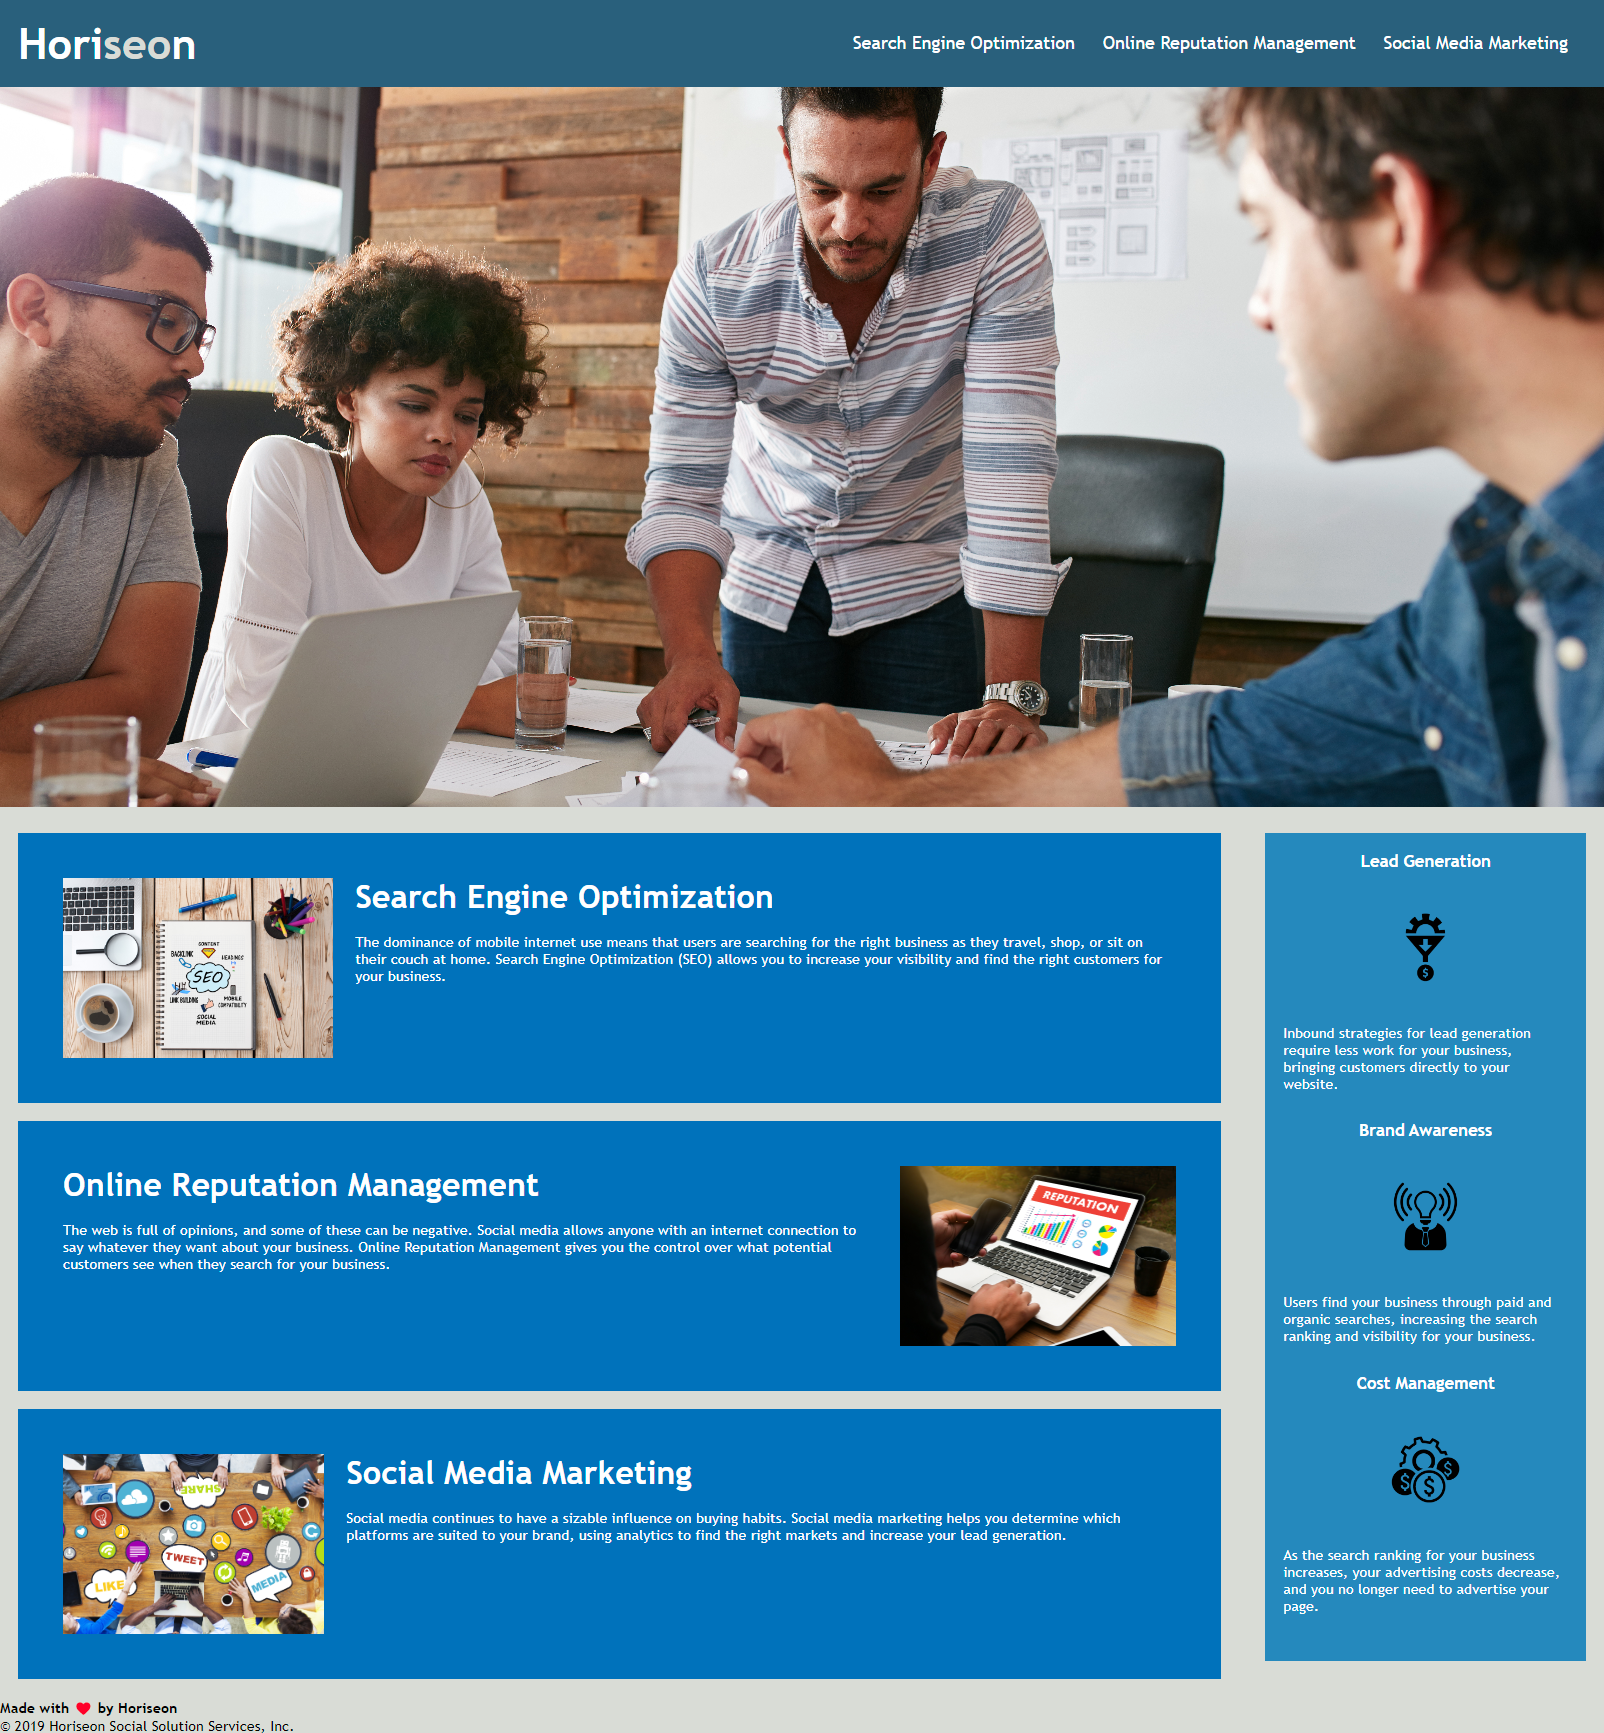 Horiseon
Search Engine Optimization
Online Reputation Management
Social Media Marketing
Search Engine Optimization
The dominance of mobile internet use means that users are searching for the right business as they travel, shop, or sit on
their couch at home. Search Engine Optimization (SEO) allows you to increase your visibility and find the right customers for
your business.
CONTENT
BACKLINK
HEADINGS
SEO
LINK BUILDING
MOBILE
COMPATIBILITY
SOCIAL
MEDIA
Online Reputation Management
The web is full of opinions, and some of these can be negative. Social media allows anyone with an internet connection to
say whatever they want about your business. Online Reputation Management gives you the control over what potential
customers see when they search for your business.
REPUTATION
Social Media Marketing
Social media continues to have a sizable influence on buying habits. Social media marketing helps you determine which
platforms are suited to your brand, using analytics to find the right markets and increase your lead generation.
SHARE
TWEET
LIKE
MEDIA
Lead Generation
$
Inbound strategies for lead generation
require less work for your business,
bringing customers directly to your
website.
Brand Awareness
Users find your business through paid and
organic searches, increasing the search
ranking and visibility for your business.
Cost Management
$ $ $
As the search ranking for your business
increases, your advertising costs decrease,
and you no longer need to advertise your
page.
Made with ❤ by Horiseon
© 2019 Horiseon Social Solution Services, Inc.